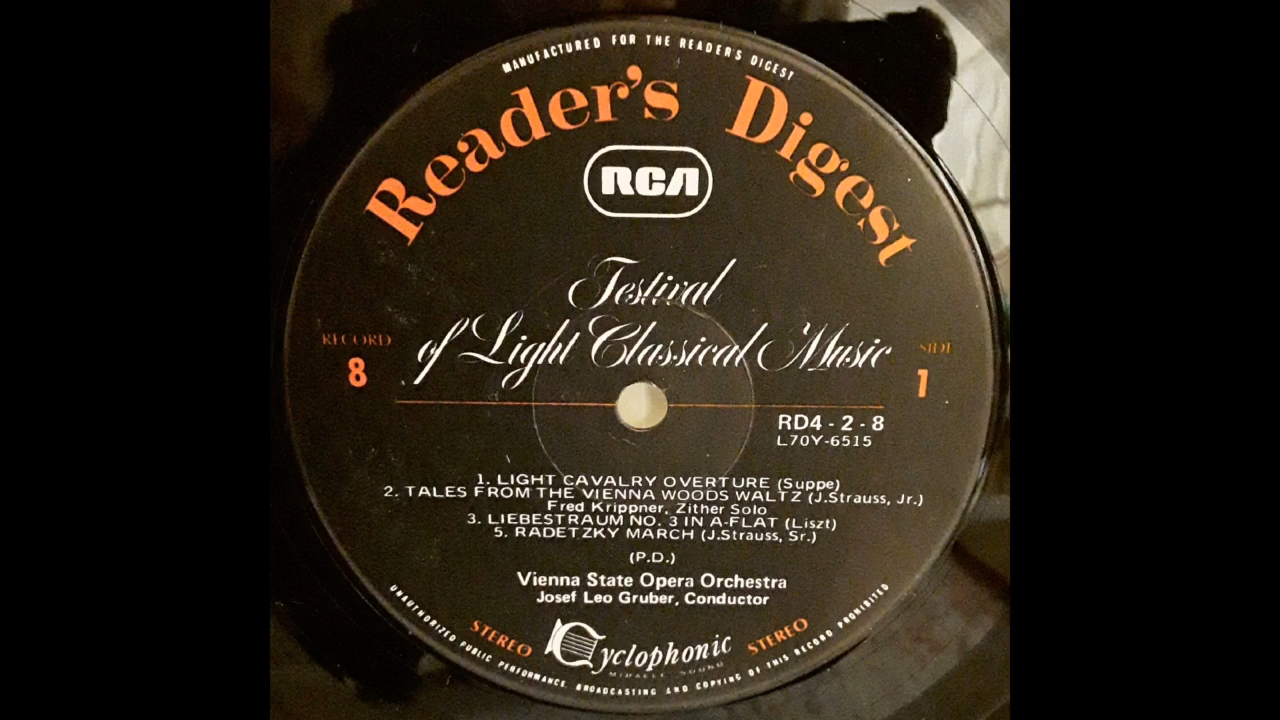 MANUFACTURED FOR THE READER'S DIGEST
Reader's Digest
RCA
Festival
of Light Classical Music
RECORD
8
SIDE
1
RD4 - 2 - 8
L70Y-6515
1. LIGHT CAVALRY OVERTURE (Suppe)
2. TALES FROM THE VIENNA WOODS WALTZ (J.Strauss, Jr.)
Fred Krippner, Zither Solo
3. LIEBESTRAUM NO. 3 IN A-FLAT (Liszt)
5. RADETZKY MARCH (J.Strauss, Sr.)
(P.D.)
Vienna State Opera Orchestra
Josef Leo Gruber, Conductor
STEREO
Cyclophonic
MIRACLE SOUND
STEREO
UNAUTHORIZED PUBLIC PERFORMANCE, BROADCASTING AND COPYING OF THIS RECORD PROHIBITED